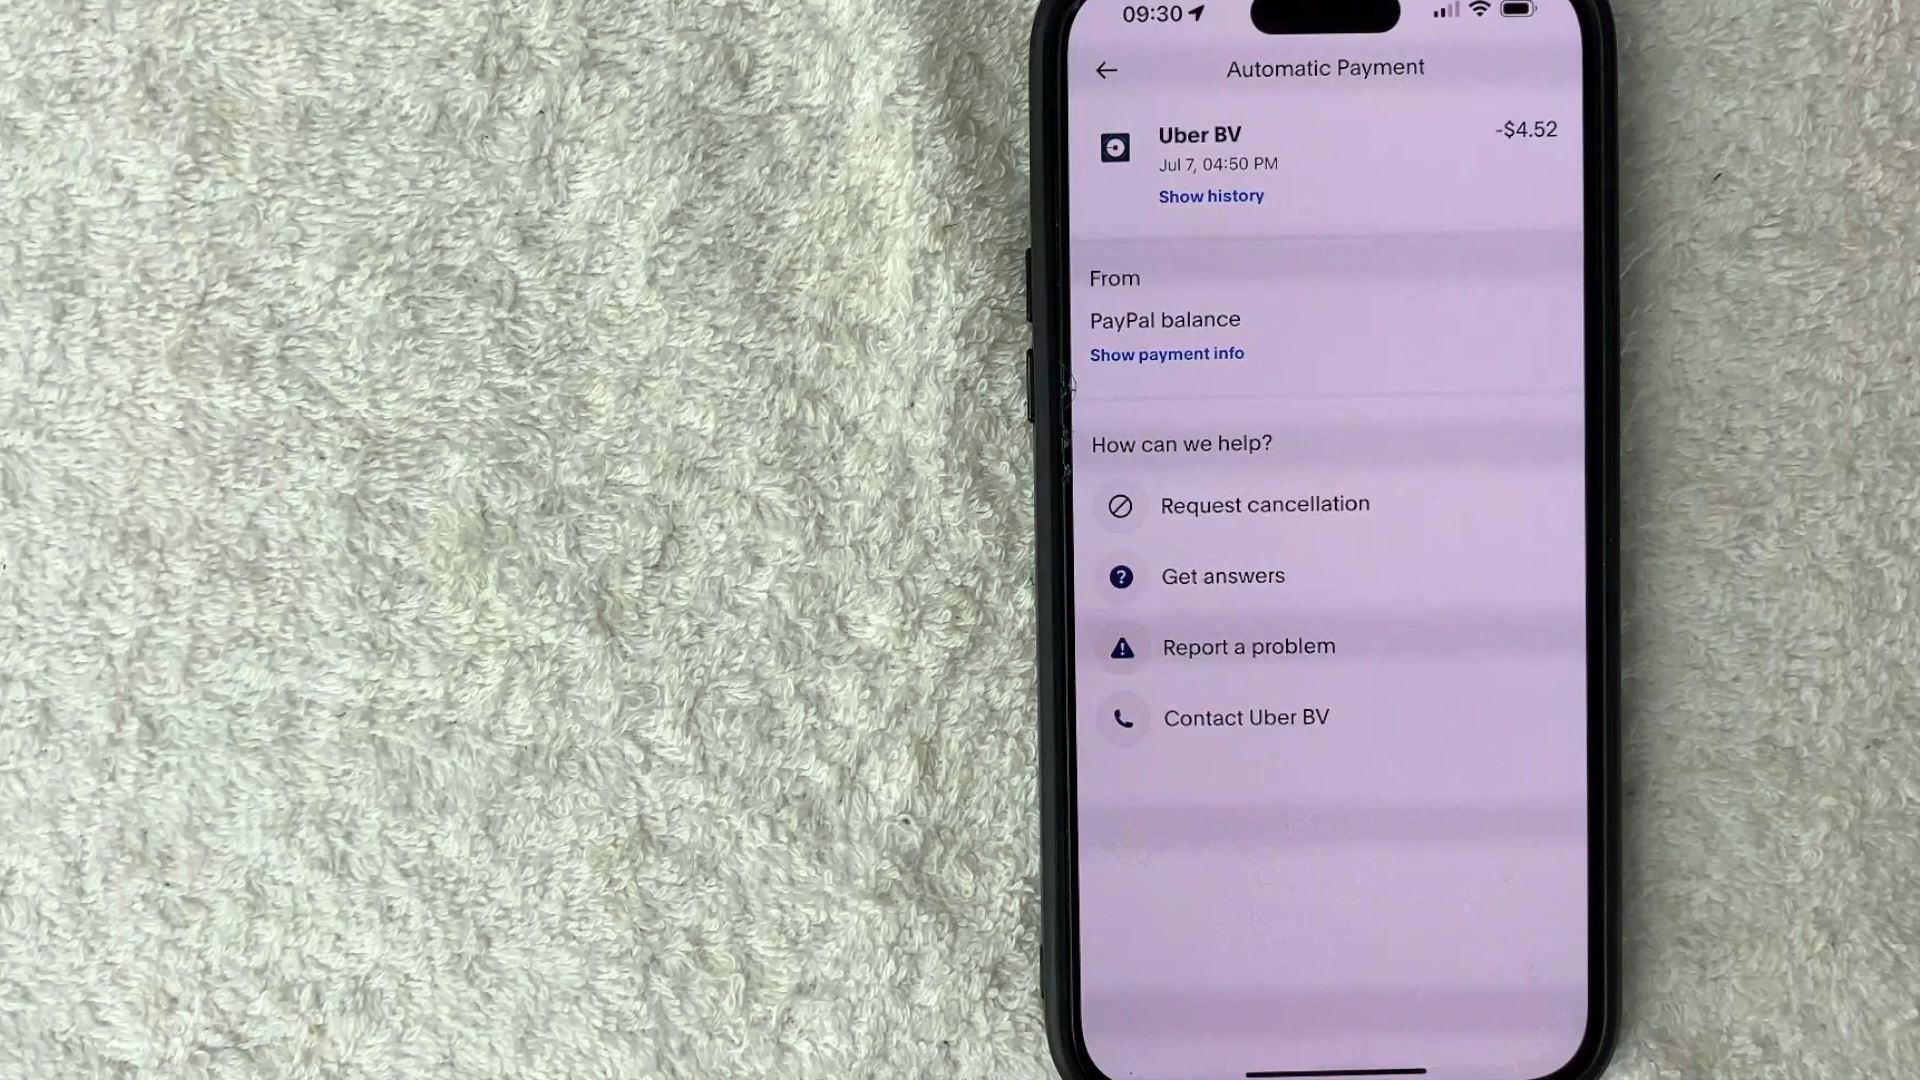 09:30
Automatic Payment
Uber BV
-$4.52
Jul 7, 04:50 PM
Show history
From
PayPal balance
Show payment info
How can we help?
Request cancellation
Get answers
Report a problem
Contact Uber BV